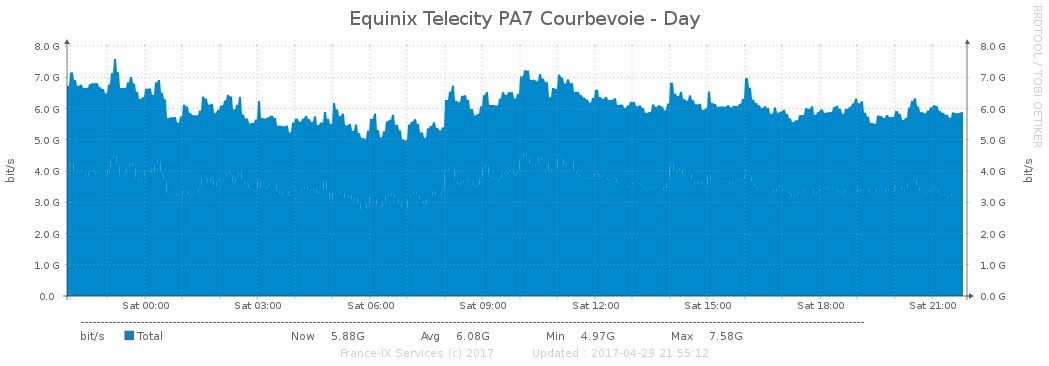 Equinix Telecity PA7 Courbevoie - Day
RRDTOOL / TOBI OETIKER
8.0 G 8.0 G
7.0 G 7.0 G
6.0 G 6.0 G
5.0 G 5.0 G
4.0 G 4.0 G
3.0 G 3.0 G
2.0 G 2.0 G
1.0 G 1.0 G
0.0 0.0 G
bit/s bit/s
Sat 00:00 Sat 03:00 Sat 06:00 Sat 09:00 Sat 12:00 Sat 15:00 Sat 18:00 Sat 21:00
bit/s Total Now 5.88G Avg 6.08G Min 4.97G Max 7.58G
France-IX Services (c) 2017 Updated : 2017-04-29 21:55:12